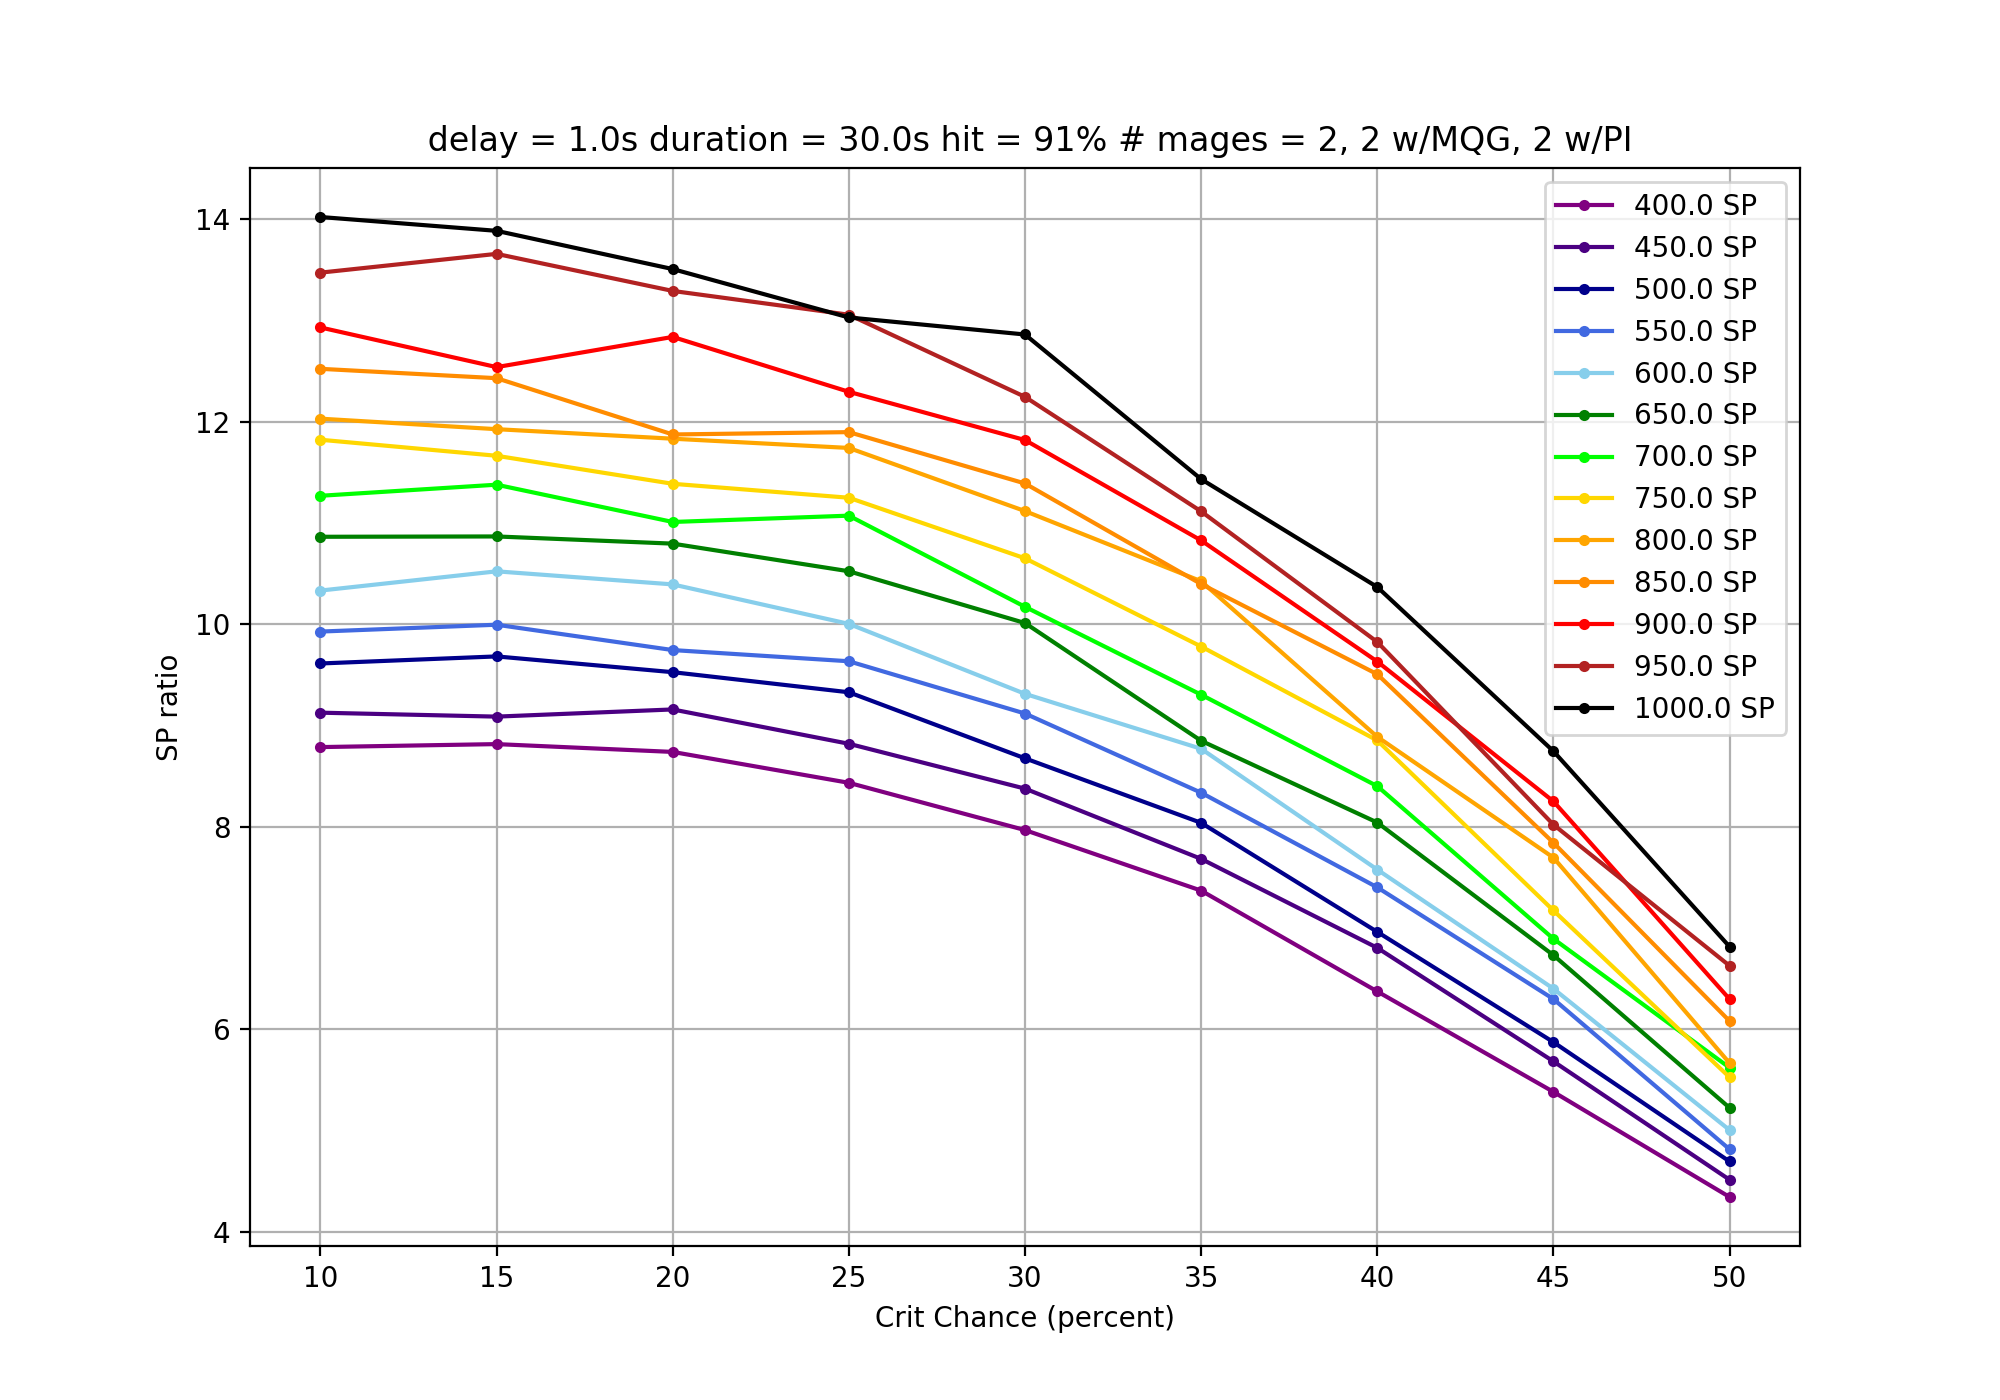 delay = 1.0s duration = 30.0s hit = 91% # mages = 2, 2 w/MQG, 2 w/PI
SP ratio
14
12
10
8
6
4
400.0 SP
450.0 SP
500.0 SP
550.0 SP
600.0 SP
650.0 SP
700.0 SP
750.0 SP
800.0 SP
850.0 SP
900.0 SP
950.0 SP
1000.0 SP
10 15 20 25 30 35 40 45 50
Crit Chance (percent)